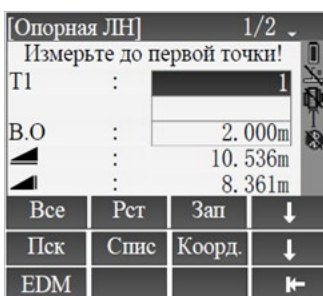 [Опорная ЛН] 1/2
Измерьте до первой точки!
T1 : 1
В.О : 2.000m
: 10.536m
: 8.361m
Все Рст Зап
Пск Спис Коорд.
EDM